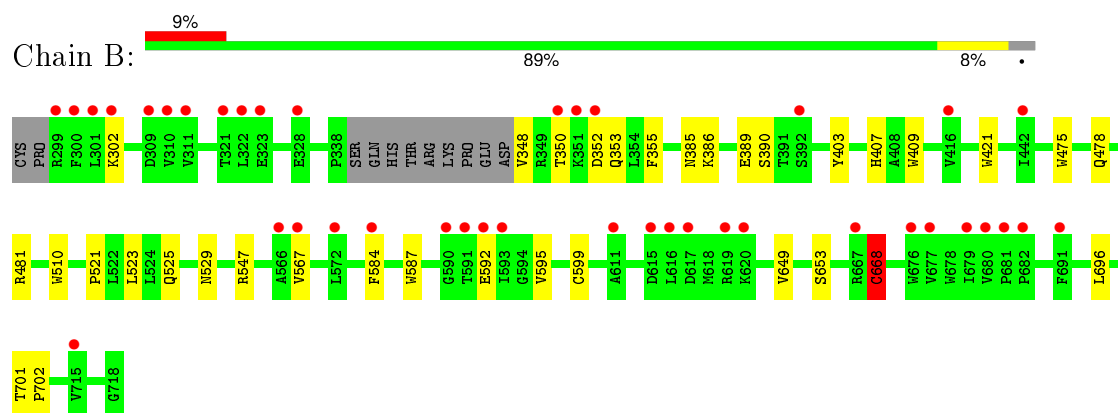 9%
Chain B:
89% 8% •
CYS PRO R299 F300 L301 K302 D309 V310 V311 T321 L322 E323 E328 P338 SER GLN HIS THR ARG LYS PRO GLU ASP V348 R349 T350 K351 D352 Q353 L354 F355 N385 K386 E389 S390 T391 S392 Y403 H407 A408 W409 V416 W421 I442 W475 Q478
R481 W510 P521 L522 L523 L524 Q525 N529 R547 A566 V567 L572 F584 W587 G590 T591 E592 I593 G594 V595 C599 A611 D615 L616 D617 M618 R619 K620 V649 S653 R667 C668 W676 V677 W678 I679 V680 P681 P682 F691 L696
T701 P702 V715 G718